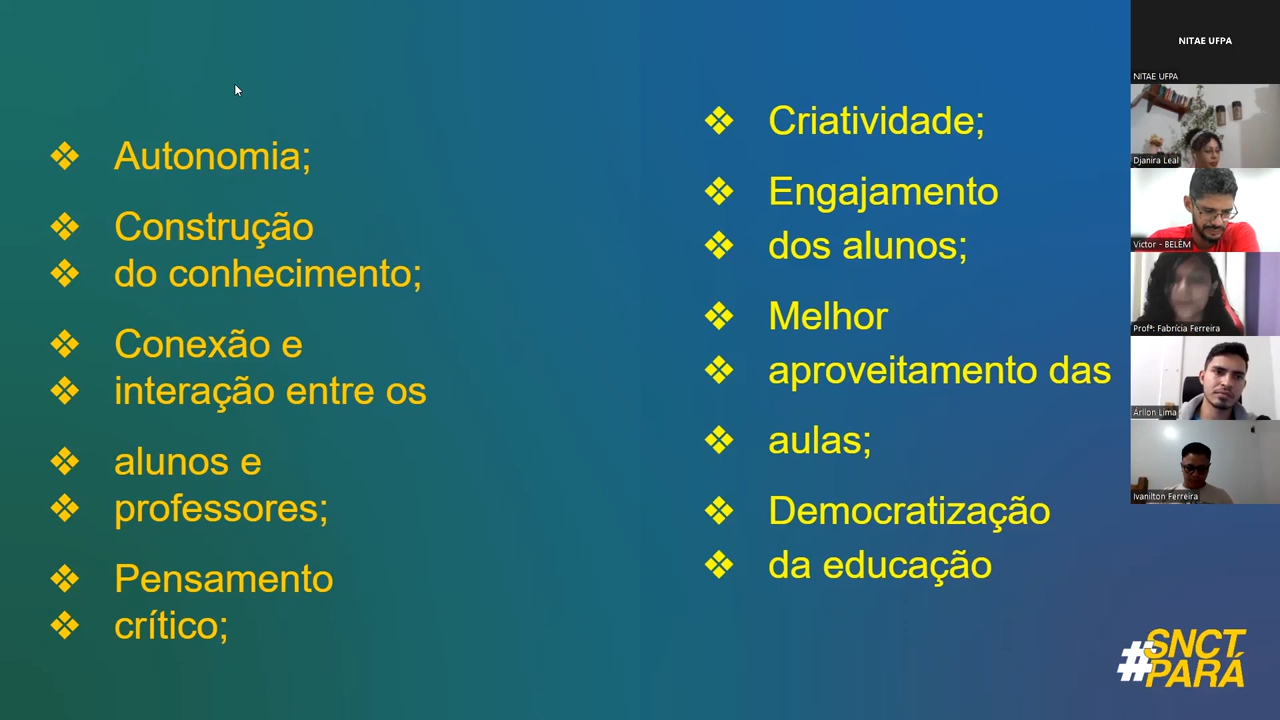 ❖ Autonomia;
❖ Construção
❖ do conhecimento;
❖ Conexão e
❖ interação entre os
❖ alunos e
❖ professores;
❖ Pensamento
❖ crítico;
❖ Criatividade;
❖ Engajamento
❖ dos alunos;
❖ Melhor
❖ aproveitamento das
❖ aulas;
❖ Democratização
❖ da educação
NITAE UFPA
NITAE UFPA
Djanira Leal
Victor - BELÉM
Profª: Fabrícia Ferreira
Árllon Lima
Ivanilton Ferreira
#SNCT
PARÁ